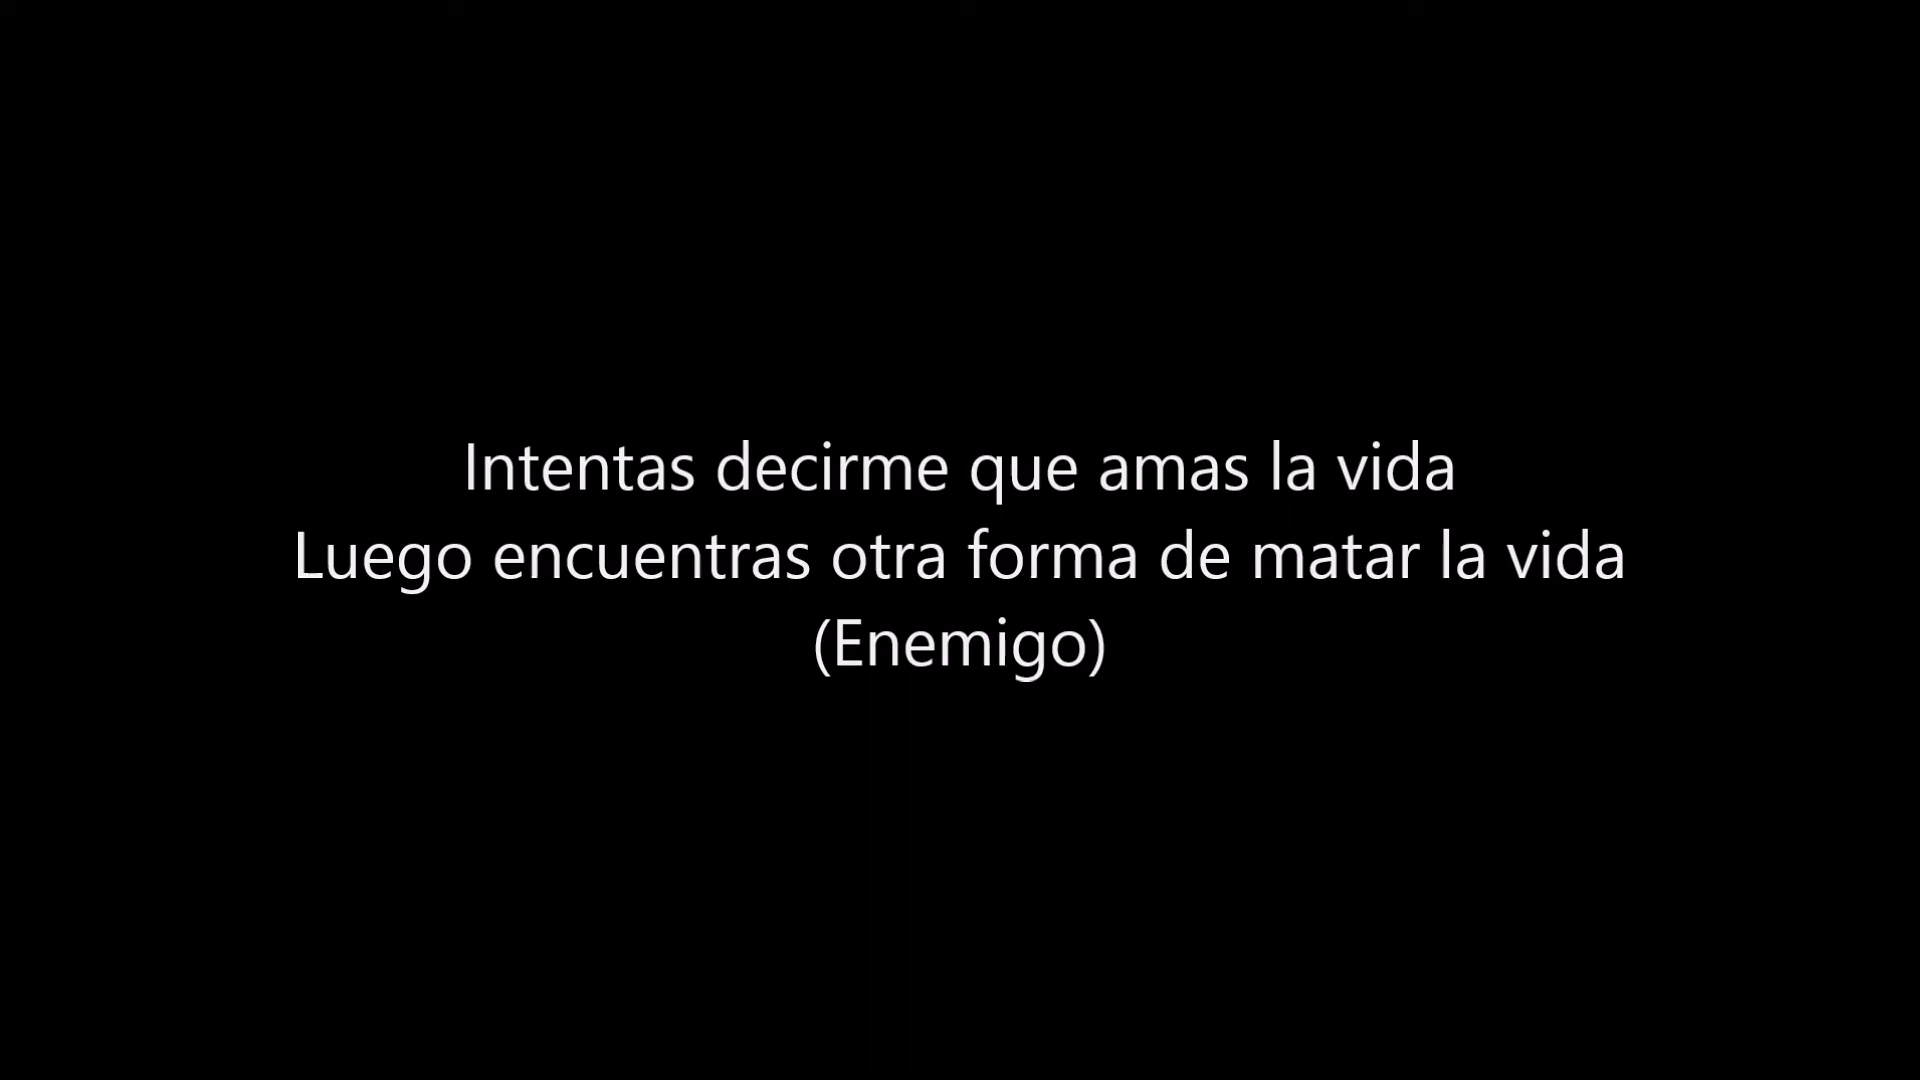 Intentas decirme que amas la vida
Luego encuentras otra forma de matar la vida
(Enemigo)